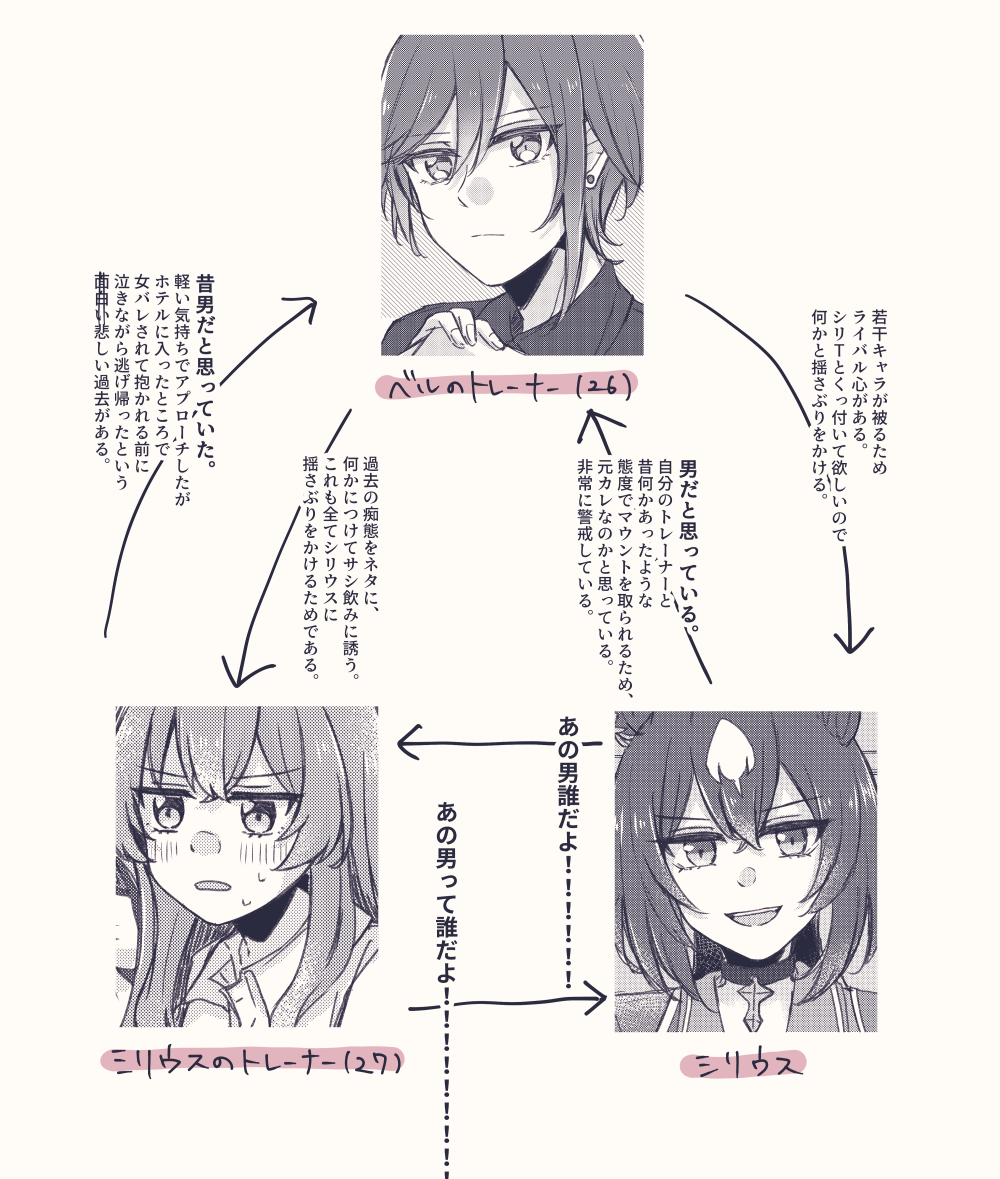 ベルのトレーナー(26)
若干キャラが被るため
ライバル心がある。
シリTとくっ付いて欲しいので
何かと揺さぶりをかける。
昔男だと思っていた。
軽い気持ちでアプローチしたが
ホテルに入ったところで
女バレされて抱かれる前に
泣きながら逃げ帰ったという
面白い悲しい過去がある。
過去の痴態をネタに、
何かにつけてサシ飲みに誘う。
これも全てシリウスに
揺さぶりをかけるためである。
男だと思っている。
自分のトレーナーと
昔何かあったような
態度でマウントを取られるため、
元カレなのかと思っている。
非常に警戒している。
あの男誰だよ!!!!!!!
あの男って誰だよ!!!!!!!!!
シリウスのトレーナー(27)
シリウス